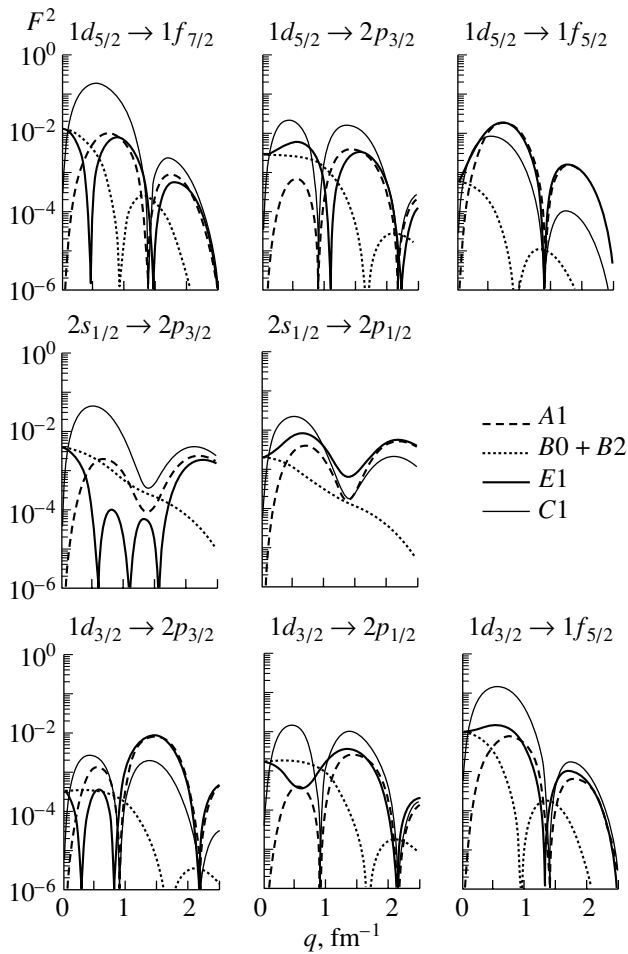 F²
1d₅/₂ → 1f₇/₂ 1d₅/₂ → 2p₃/₂ 1d₅/₂ → 1f₅/₂
10⁰
10⁻²
10⁻⁴
10⁻⁶
2s₁/₂ → 2p₃/₂ 2s₁/₂ → 2p₁/₂
10⁰
10⁻²
10⁻⁴
10⁻⁶
A1
B0 + B2
E1
C1
1d₃/₂ → 2p₃/₂ 1d₃/₂ → 2p₁/₂ 1d₃/₂ → 1f₅/₂
10⁰
10⁻²
10⁻⁴
10⁻⁶
0 1 2 0 1 2 0 1 2
q, fm⁻¹